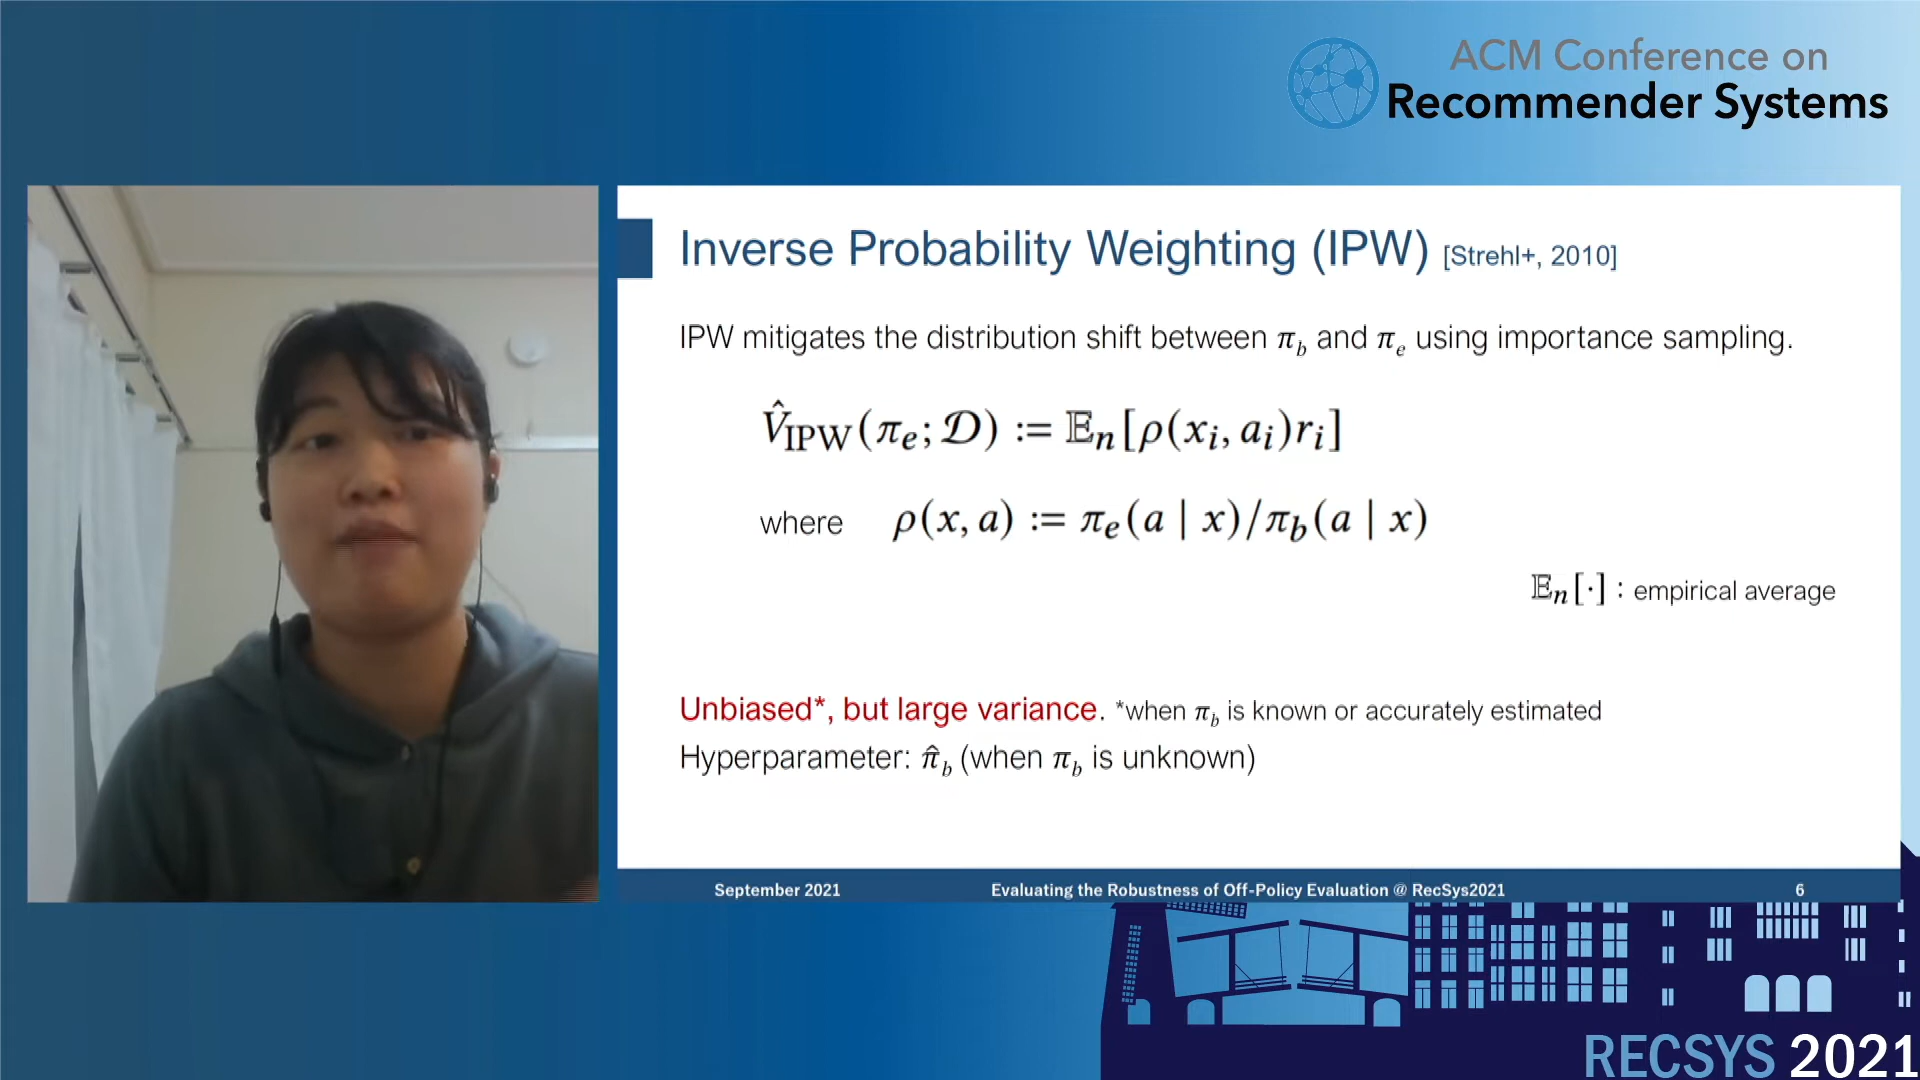 ACM Conference on
Recommender Systems
Inverse Probability Weighting (IPW) [Strehl+, 2010]
IPW mitigates the distribution shift between π_b and π_e using importance sampling.
V̂_IPW(π_e; 𝒟) := 𝔼_n[ρ(x_i, a_i)r_i]
where ρ(x, a) := π_e(a | x)/π_b(a | x)
𝔼_n[·] : empirical average
Unbiased*, but large variance. *when π_b is known or accurately estimated
Hyperparameter: π̂_b (when π_b is unknown)
September 2021 Evaluating the Robustness of Off-Policy Evaluation @ RecSys2021 6
RECSYS 2021